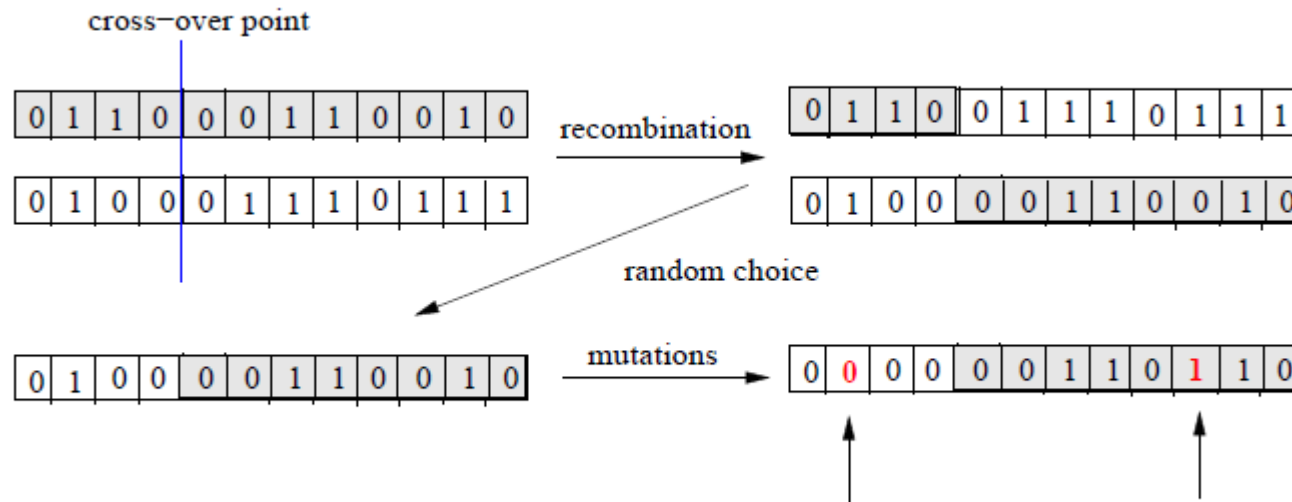 cross−over point
0 1 1 0 0 0 1 1 0 0 1 0
0 1 1 0 0 1 1 1 0 1 1 1
recombination
0 1 0 0 0 1 1 1 0 1 1 1
0 1 0 0 0 0 1 1 0 0 1 0
random choice
0 1 0 0 0 0 1 1 0 0 1 0
mutations
0 0 0 0 0 0 1 1 0 1 1 0